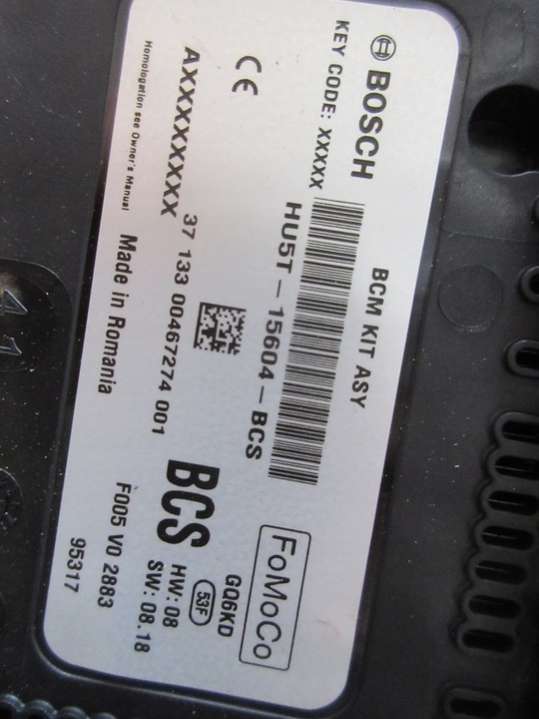 BOSCH BCM KIT ASY
KEY CODE: XXXXX
HU5T-15604-BCS
FoMoCo
GQ6KD
53F
CE
BCS
HW: 08
SW: 08.18
AXXXXXXXXX
37 133 00467274 001
Homologation see Owner's Manual
Made in Romania
F005 V0 2883
95317
41